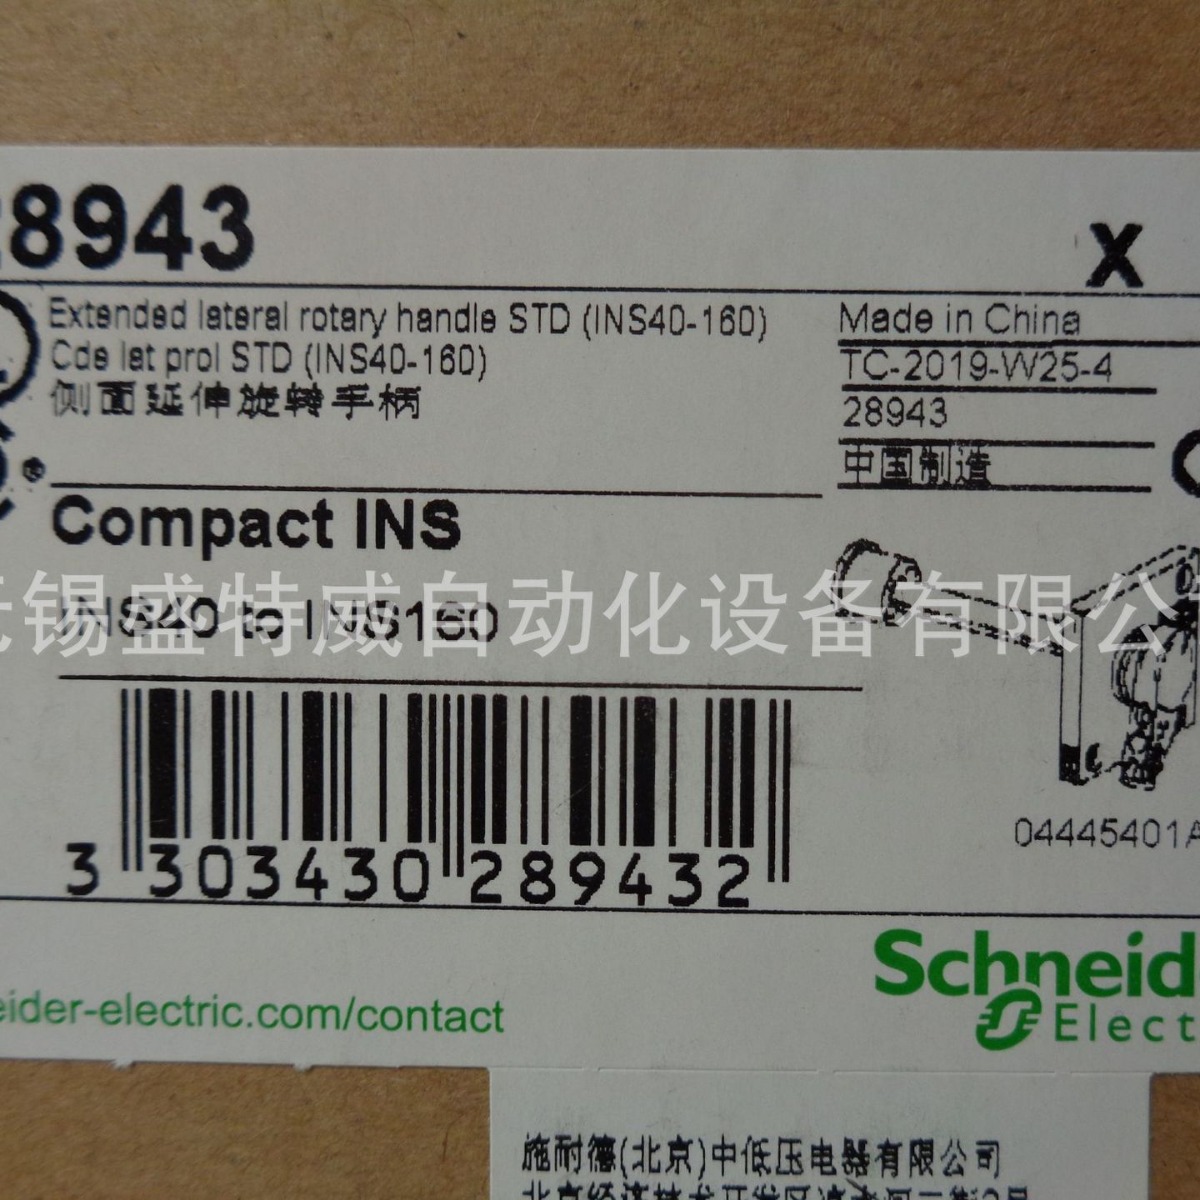 28943
X
Extended lateral rotary handle STD (INS40-160)
Cde lat prol STD (INS40-160)
侧面延伸旋转手柄
Made in China
TC-2019-W25-4
28943
中国制造
Compact INS
INS40 to INS160
无锡盛特威自动化设备有限公
3 303430 289432
04445401A
Schneid
Elect
eider-electric.com/contact
施耐德(北京)中低压电器有限公司